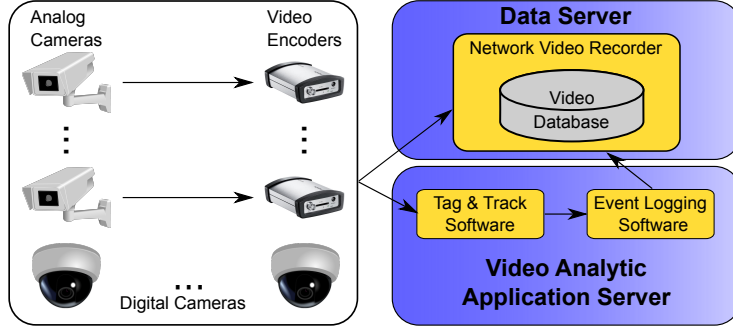 Analog
Cameras
Video
Encoders
Digital Cameras
Data Server
Network Video Recorder
Video
Database
Tag & Track
Software
Event Logging
Software
Video Analytic
Application Server